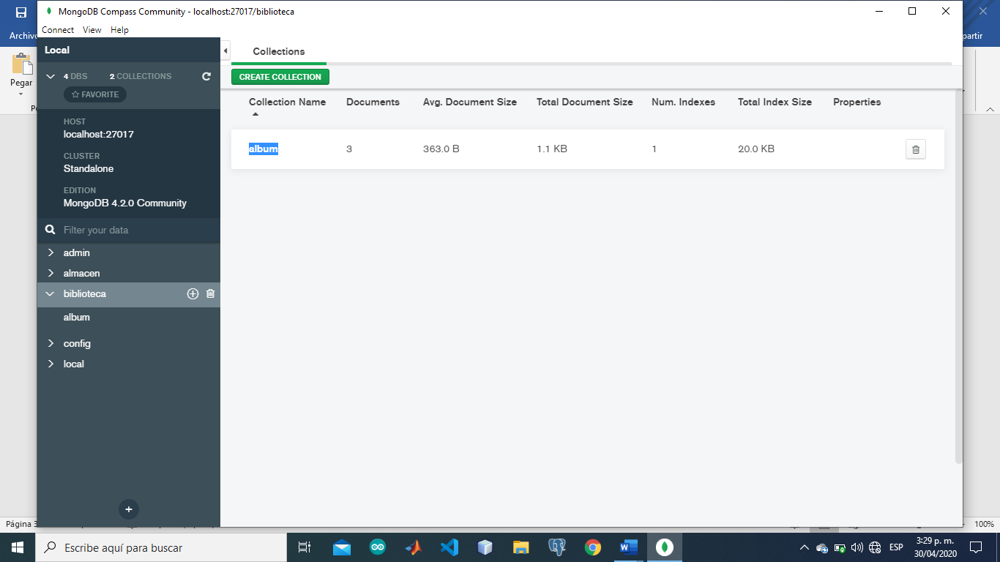 MongoDB Compass Community - localhost:27017/biblioteca
Archivo
Connect View Help
partir
Local
Collections
4 DBS 2 COLLECTIONS
CREATE COLLECTION
Pegar
FAVORITE
Collection Name Documents Avg. Document Size Total Document Size Num. Indexes Total Index Size Properties
HOST
localhost:27017
album 3 363.0 B 1.1 KB 1 20.0 KB
CLUSTER
Standalone
EDITION
MongoDB 4.2.0 Community
Filter your data
admin
almacen
biblioteca
album
config
local
+
Página 3
100%
Escribe aquí para buscar
ESP
3:29 p. m.
30/04/2020